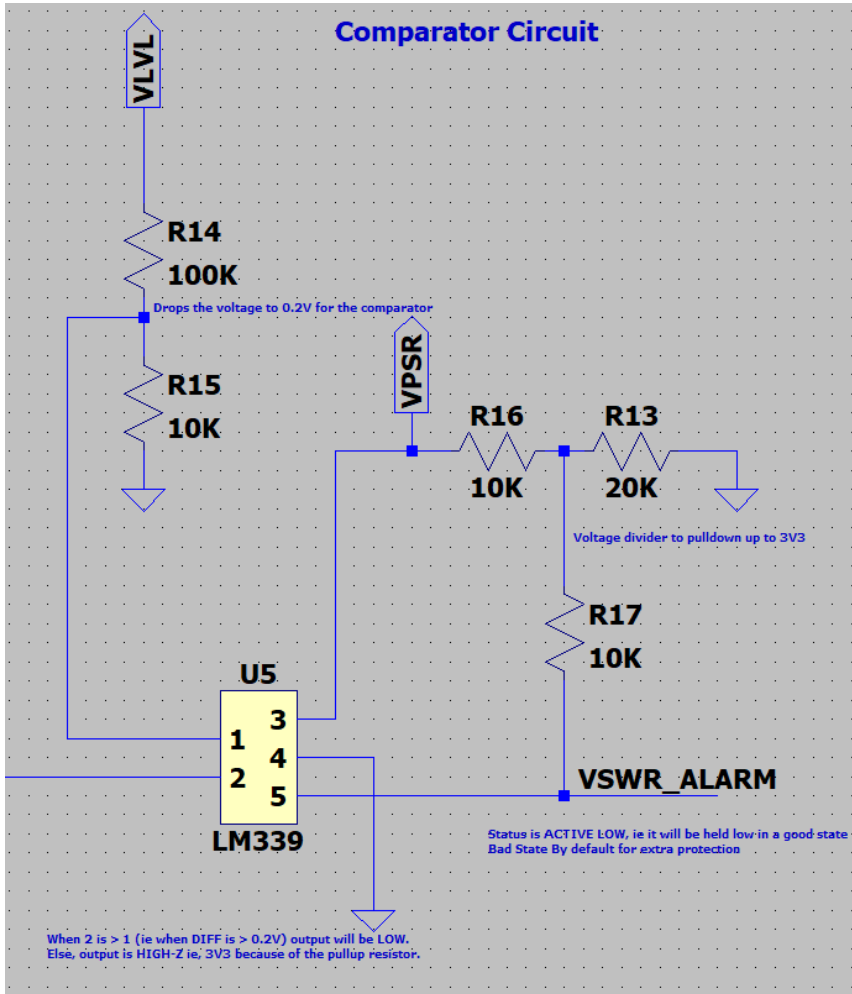 Comparator Circuit
VLVL
R14
100K
Drops the voltage to 0.2V for the comparator
R15
10K
VPSR
R16
10K
R13
20K
Voltage divider to pulldown up to 3V3
R17
10K
U5
1
2
3
4
5
LM339
VSWR_ALARM
Status is ACTIVE LOW, ie it will be held low in a good state
Bad State By default for extra protection
When 2 is > 1 (ie when DIFF is > 0.2V) output will be LOW.
Else, output is HIGH-Z ie, 3V3 because of the pullup resistor.